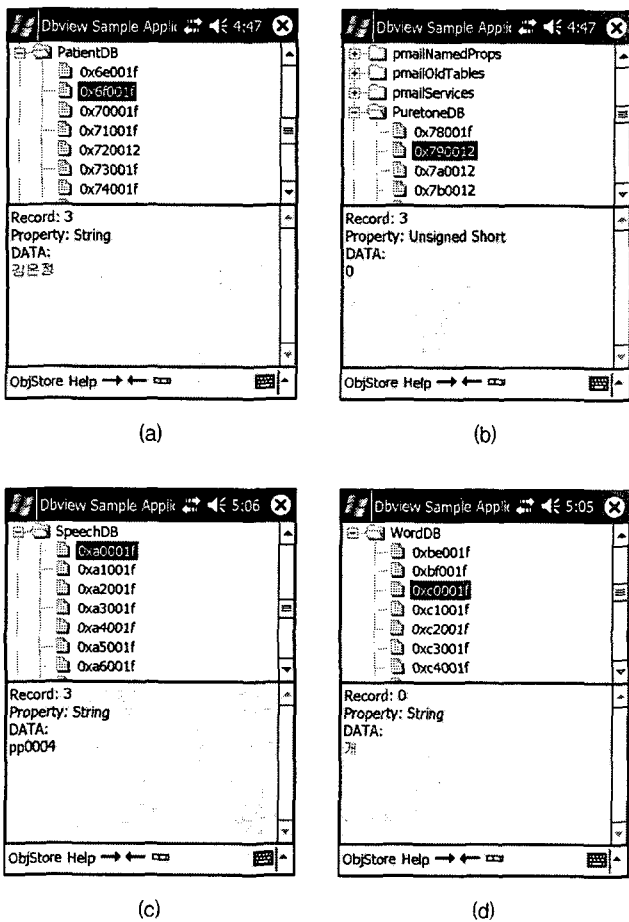 Dbview Sample Applic 4:47
PatientDB
0x6e001f
0x6f001f
0x70001f
0x71001f
0x720012
0x73001f
0x74001f
Record: 3
Property: String
DATA:
강은정
ObjStore Help
(a)
Dbview Sample Applic 4:47
pmailNamedProps
pmailOldTables
pmailServices
PuretoneDB
0x78001f
0x790012
0x7a0012
0x7b0012
Record: 3
Property: Unsigned Short
DATA:
0
ObjStore Help
(b)
Dbview Sample Applic 5:06
SpeechDB
0xa0001f
0xa1001f
0xa2001f
0xa3001f
0xa4001f
0xa5001f
0xa6001f
Record: 3
Property: String
DATA:
pp0004
ObjStore Help
(c)
Dbview Sample Applic 5:05
WordDB
0xbe001f
0xbf001f
0xc0001f
0xc1001f
0xc2001f
0xc3001f
0xc4001f
Record: 0
Property: String
DATA:
개
ObjStore Help
(d)